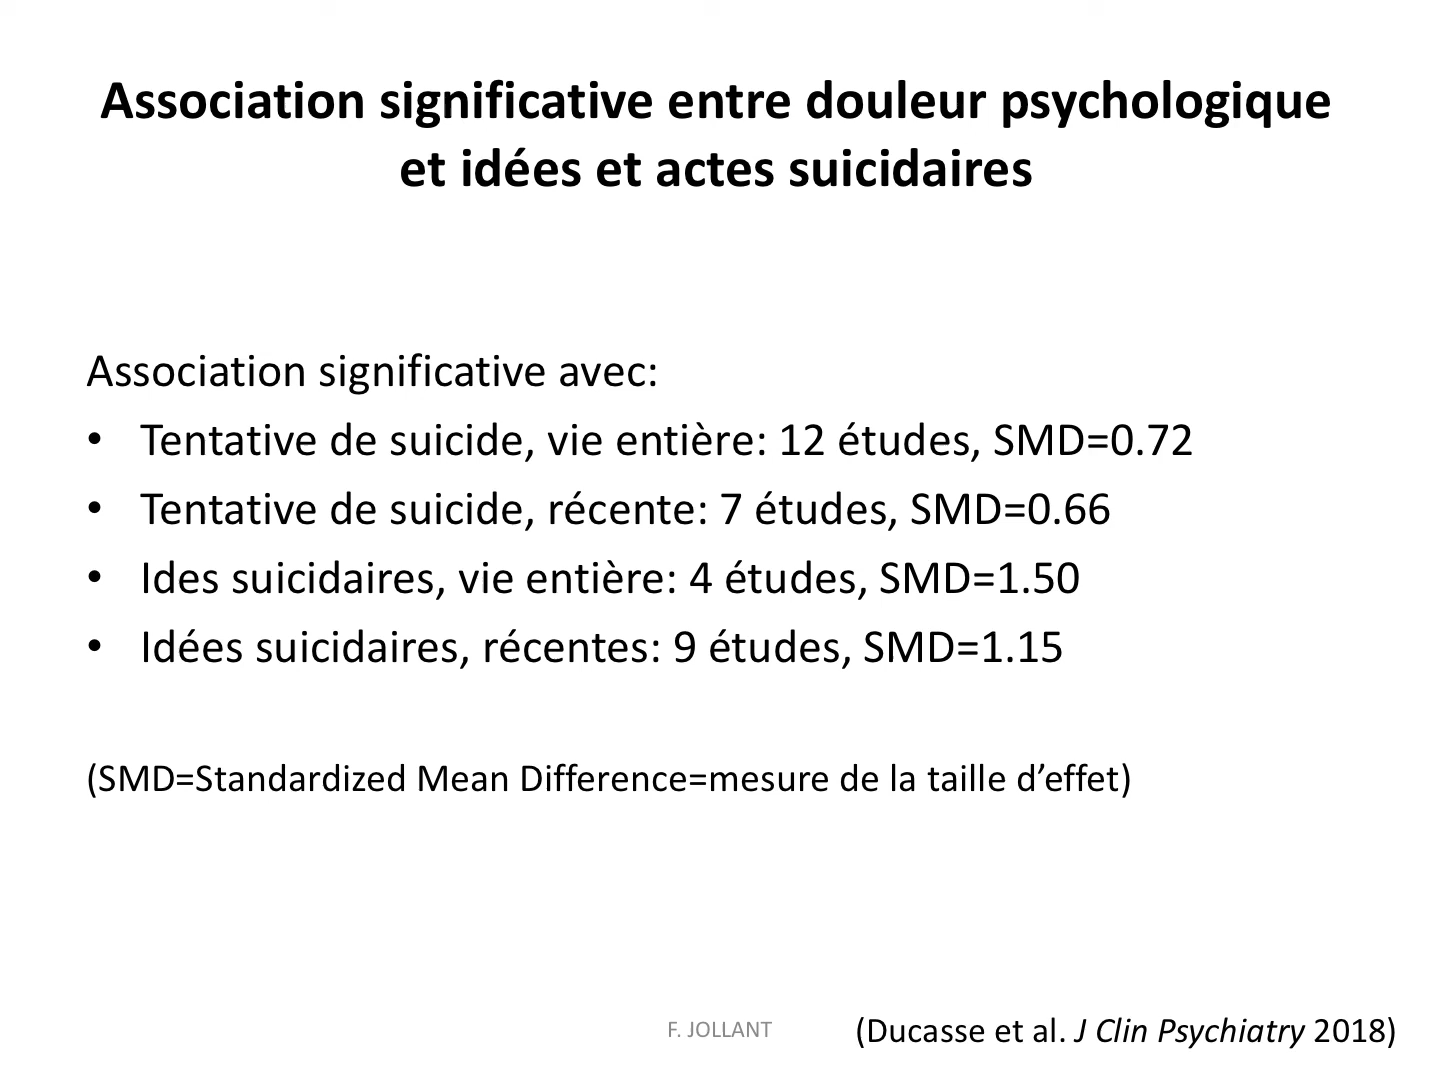 Association significative entre douleur psychologique
et idées et actes suicidaires
Association significative avec:
• Tentative de suicide, vie entière: 12 études, SMD=0.72
• Tentative de suicide, récente: 7 études, SMD=0.66
• Ides suicidaires, vie entière: 4 études, SMD=1.50
• Idées suicidaires, récentes: 9 études, SMD=1.15
(SMD=Standardized Mean Difference=mesure de la taille d’effet)
F. JOLLANT
(Ducasse et al. J Clin Psychiatry 2018)